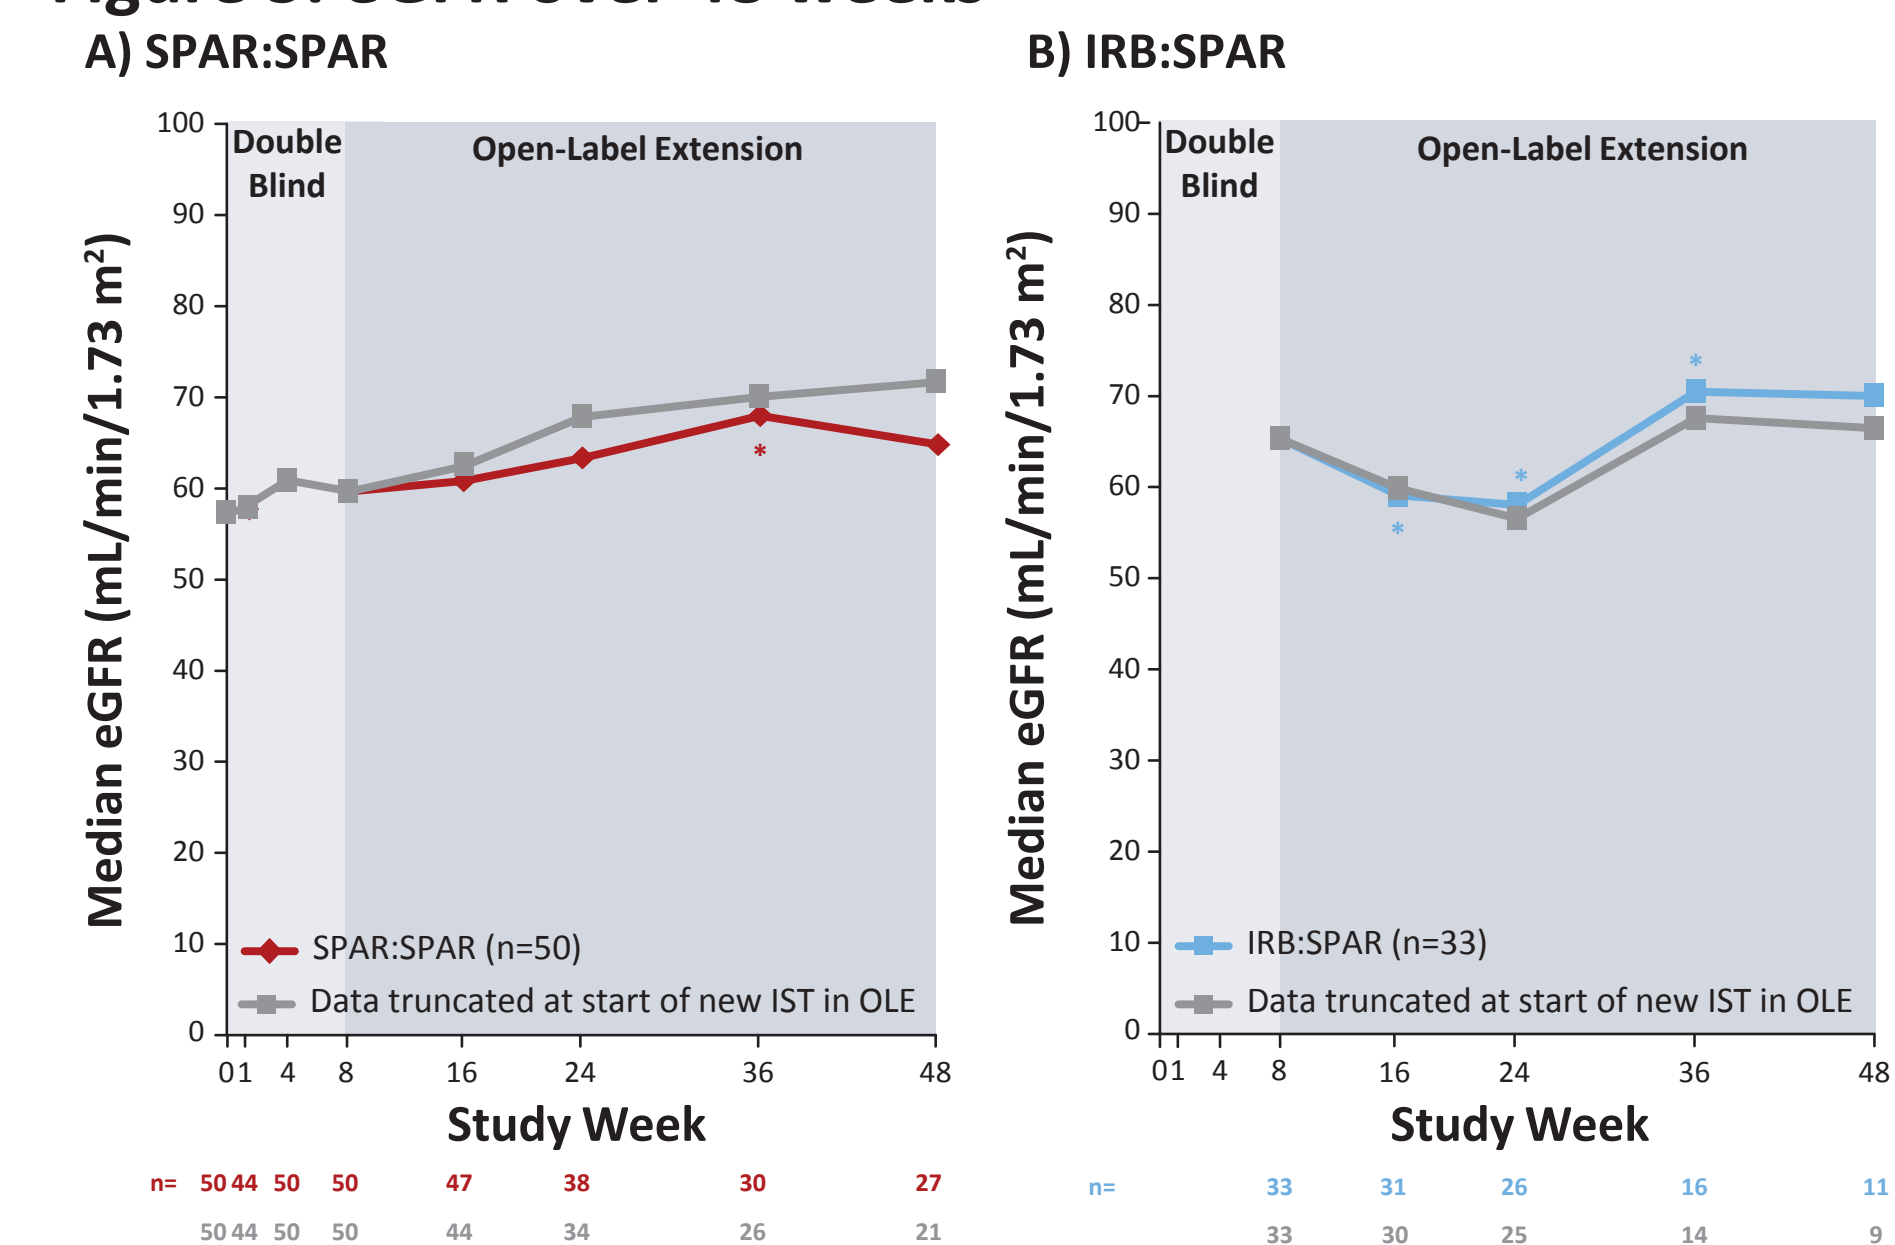 A) SPAR:SPAR
Median eGFR (mL/min/1.73 m²)
100
90
80
70
60
50
40
30
20
10
0
Double
Blind
Open-Label Extension
*
SPAR:SPAR (n=50)
Data truncated at start of new IST in OLE
0 1 4 8 16 24 36 48
Study Week
n= 50 44 50 50 47 38 30 27
50 44 50 50 44 34 26 21
B) IRB:SPAR
Median eGFR (mL/min/1.73 m²)
100
90
80
70
60
50
40
30
20
10
0
Double
Blind
Open-Label Extension
*
*
*
IRB:SPAR (n=33)
Data truncated at start of new IST in OLE
0 1 4 8 16 24 36 48
Study Week
n= 33 31 26 16 11
33 30 25 14 9